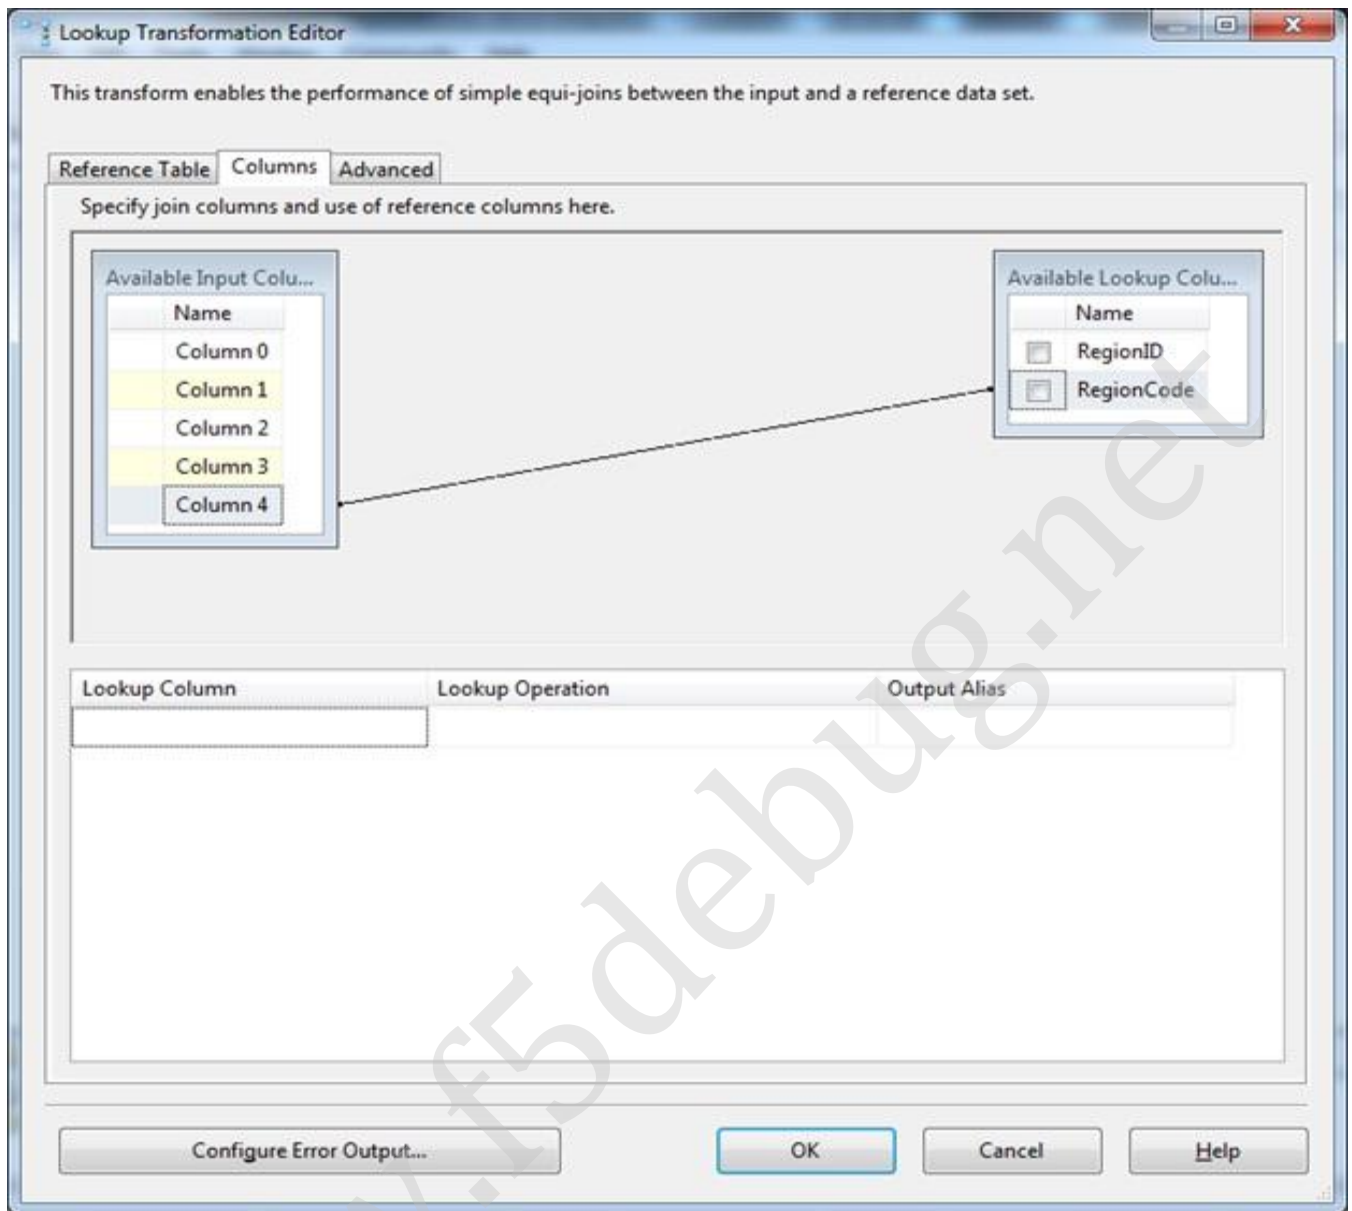 Lookup Transformation Editor
This transform enables the performance of simple equi-joins between the input and a reference data set.
Reference Table Columns Advanced
Specify join columns and use of reference columns here.
Available Input Colu...
Name
Column 0
Column 1
Column 2
Column 3
Column 4
Available Lookup Colu...
Name
RegionID
RegionCode
Lookup Column Lookup Operation Output Alias
Configure Error Output... OK Cancel Help
.f5debug.net